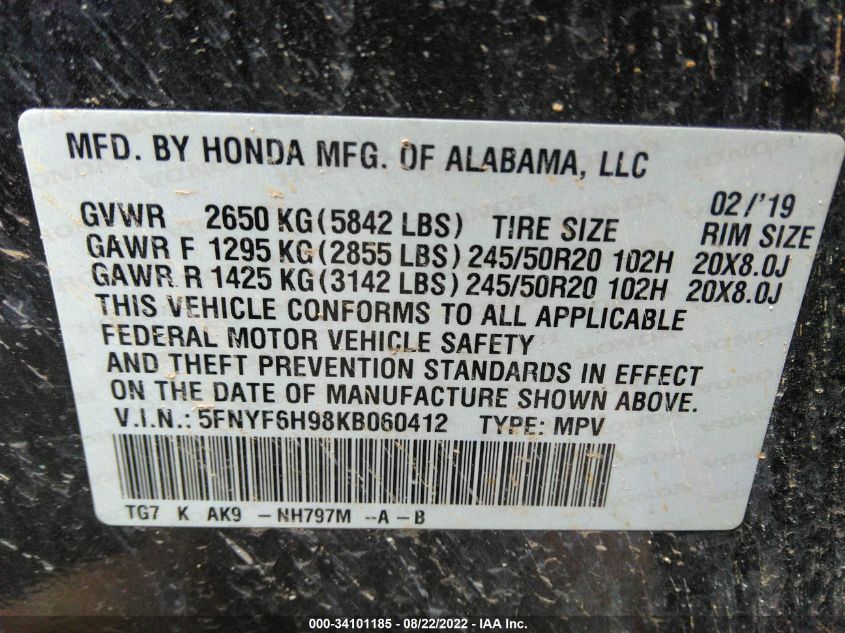 MFD. BY HONDA MFG. OF ALABAMA, LLC
02/'19
GVWR 2650 KG(5842 LBS) TIRE SIZE RIM SIZE
GAWR F 1295 KG(2855 LBS) 245/50R20 102H 20X8.0J
GAWR R 1425 KG(3142 LBS) 245/50R20 102H 20X8.0J
THIS VEHICLE CONFORMS TO ALL APPLICABLE
FEDERAL MOTOR VEHICLE SAFETY
AND THEFT PREVENTION STANDARDS IN EFFECT
ON THE DATE OF MANUFACTURE SHOWN ABOVE.
V.I.N.: 5FNYF6H98KB060412 TYPE: MPV
TG7 K AK9 -NH797M -A-B
000-34101185 - 08/22/2022 - IAA Inc.